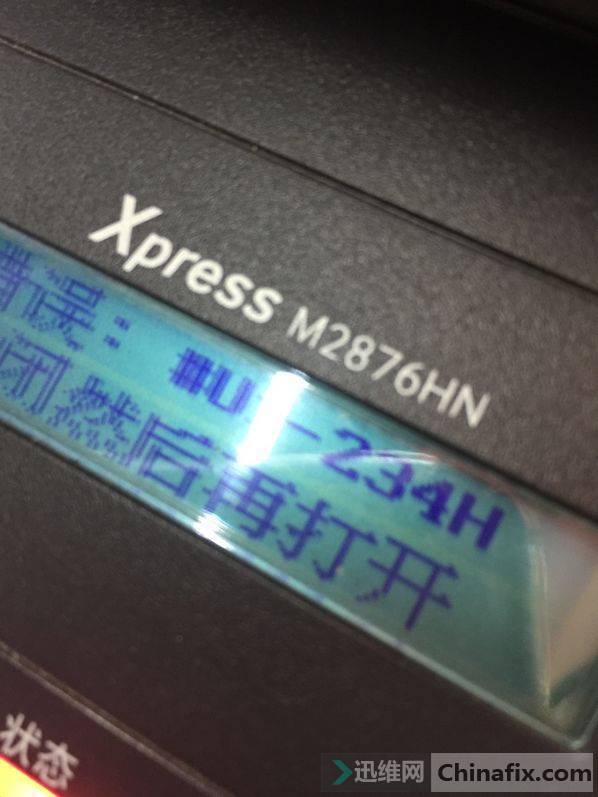 Xpress M2876HN
错误: #U1-234H
闭然后再打开
状态
迅维网 Chinafix.com